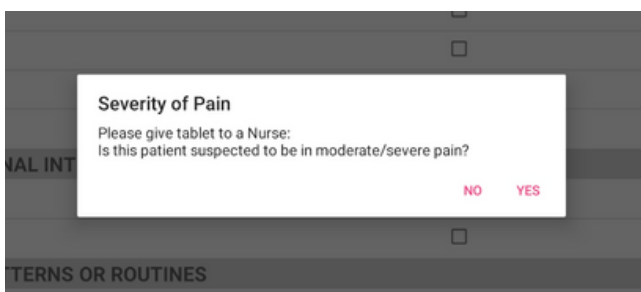 Severity of Pain
Please give tablet to a Nurse:
Is this patient suspected to be in moderate/severe pain?
NAL INT
NO YES
TTERNS OR ROUTINES